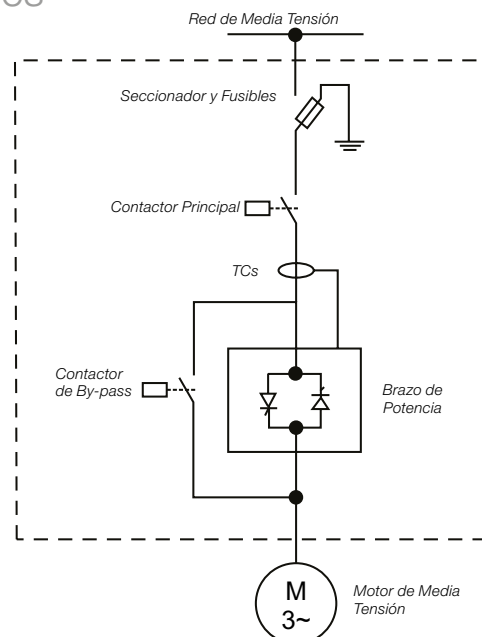 Red de Media Tensión
Seccionador y Fusibles
Contactor Principal
TCs
Contactor
de By-pass
Brazo de
Potencia
M
3~
Motor de Media
Tensión